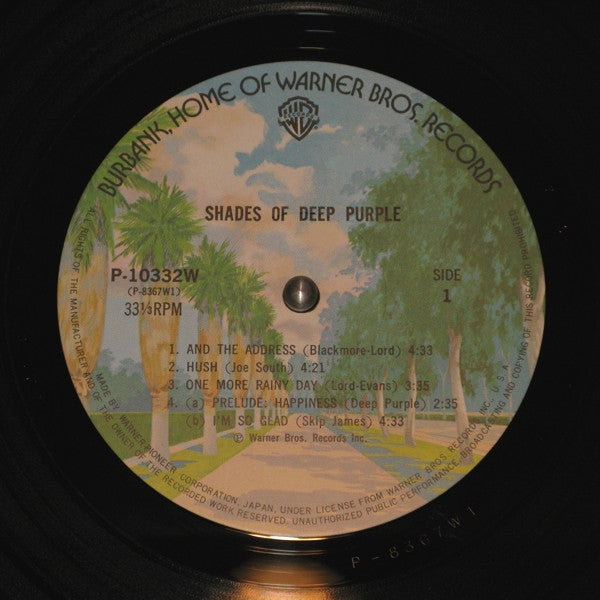 BURBANK, HOME OF WARNER BROS. RECORDS
SHADES OF DEEP PURPLE
P-10332W
(P-8367W1)
33⅓RPM
SIDE
1
1. AND THE ADDRESS (Blackmore-Lord) 4:33
2. HUSH (Joe South) 4:21
3. ONE MORE RAINY DAY (Lord-Evans) 3:35
4. (a) PRELUDE: HAPPINESS (Deep Purple) 2:35
(b) I'M SO GLAD (Skip James) 4:33
℗ Warner Bros. Records Inc.
MADE BY WARNER-PIONEER CORPORATION, JAPAN, UNDER LICENSE FROM WARNER BROS RECORD INC., U.S.A.
ALL RIGHTS OF THE MANUFACTURER AND OF THE OWNER OF THE RECORDED WORK RESERVED. UNAUTHORIZED PUBLIC PERFORMANCE, BROADCASTING AND COPYING OF THIS RECORD PROHIBITED
P-8367W1